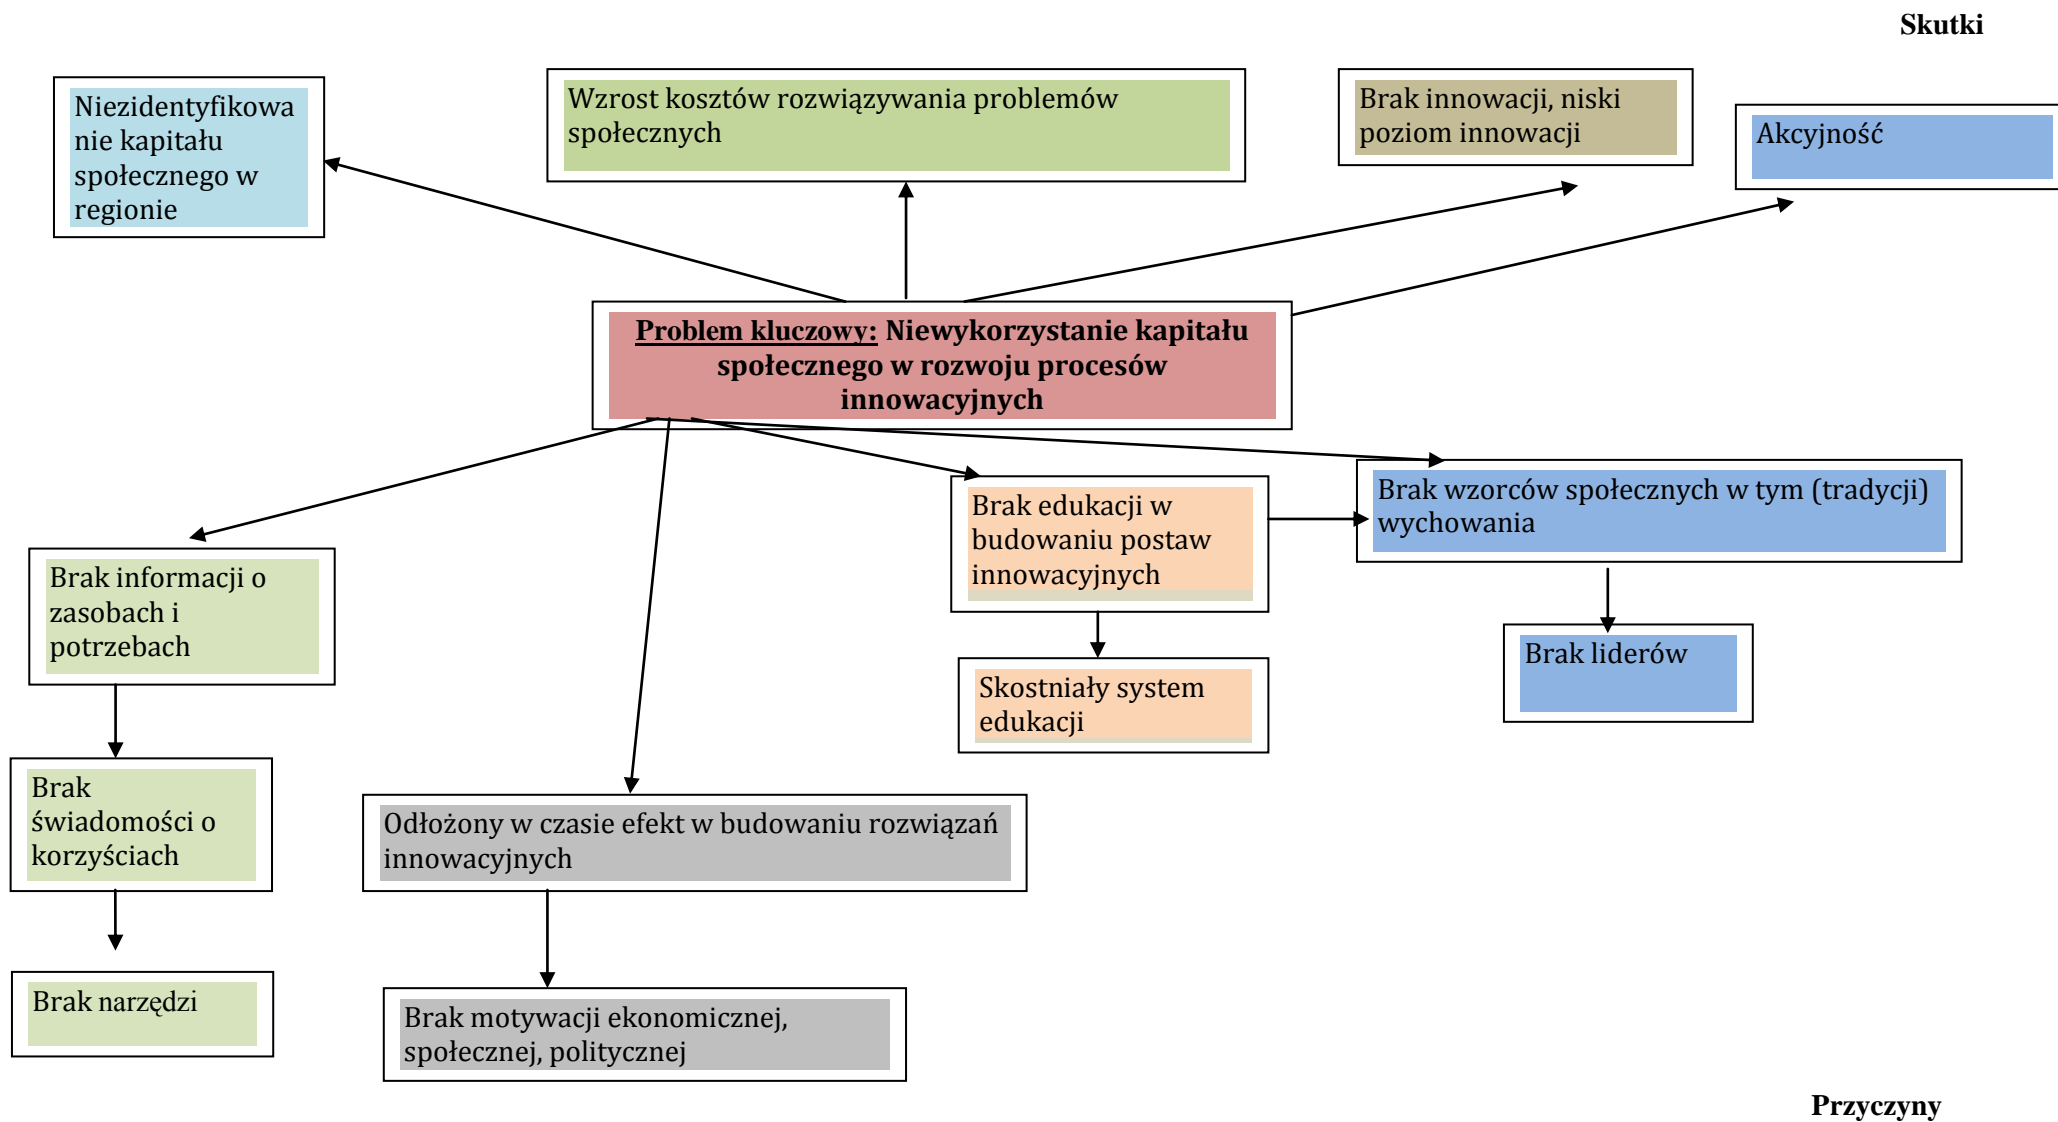 Skutki
Niezidentyfikowa
nie kapitału
społecznego w
regionie
Wzrost kosztów rozwiązywania problemów
społecznych
Brak innowacji, niski
poziom innowacji
Akcyjność
Problem kluczowy: Niewykorzystanie kapitału
społecznego w rozwoju procesów
innowacyjnych
Brak informacji o
zasobach i
potrzebach
Brak edukacji w
budowaniu postaw
innowacyjnych
Brak wzorców społecznych w tym (tradycji)
wychowania
Skostniały system
edukacji
Brak liderów
Brak
świadomości o
korzyściach
Odłożony w czasie efekt w budowaniu rozwiązań
innowacyjnych
Brak narzędzi
Brak motywacji ekonomicznej,
społecznej, politycznej
Przyczyny